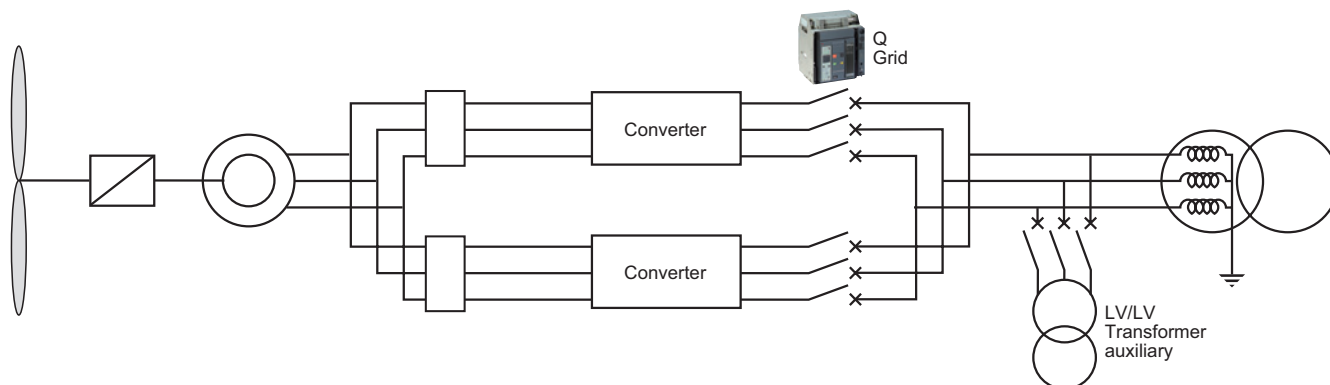 Q
Grid
Converter
Converter
LV/LV
Transformer
auxiliary